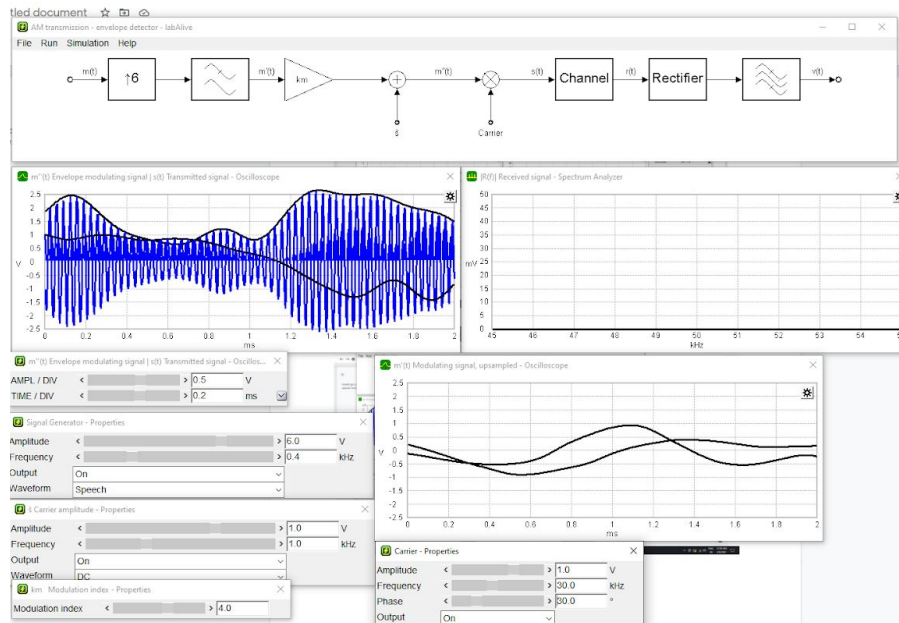 tled document
AM transmission - envelope detector - labAlive
File Run Simulation Help
m(t) ↑6 m'(t) km m''(t) s(t) Channel r(t) Rectifier v(t)
ŝ Carrier
m''(t) Envelope modulating signal | s(t) Transmitted signal - Oscilloscope
2.5
2
1.5
1
0.5
V
-0.5
-1
-1.5
-2
-2.5
0 0.2 0.4 0.6 0.8 1 1.2 1.4 1.6 1.8 2
ms
|R(f)| Received signal - Spectrum Analyzer
50
45
40
35
30
25
mV
20
15
10
5
0
45 46 47 48 49 50 51 52 53 54
kHz
m''(t) Envelope modulating signal | s(t) Transmitted signal - Oscillos...
AMPL / DIV < > 0.5 V
TIME / DIV < > 0.2 ms
Signal Generator - Properties
Amplitude < > 6.0 V
Frequency < > 0.4 kHz
Output On
Waveform Speech
ŝ Carrier amplitude - Properties
Amplitude < > 1.0 V
Frequency < > 1.0 kHz
Output On
Waveform DC
km Modulation index - Properties
Modulation index < > 4.0
m'(t) Modulating signal, upsampled - Oscilloscope
2.5
2
1.5
1
0.5
V
-0.5
-1
-1.5
-2
-2.5
0 0.2 0.4 0.6 0.8 1 1.2 1.4 1.6 1.8 2
ms
Carrier - Properties
Amplitude < > 1.0 V
Frequency < > 30.0 kHz
Phase < > 30.0 °
Output On